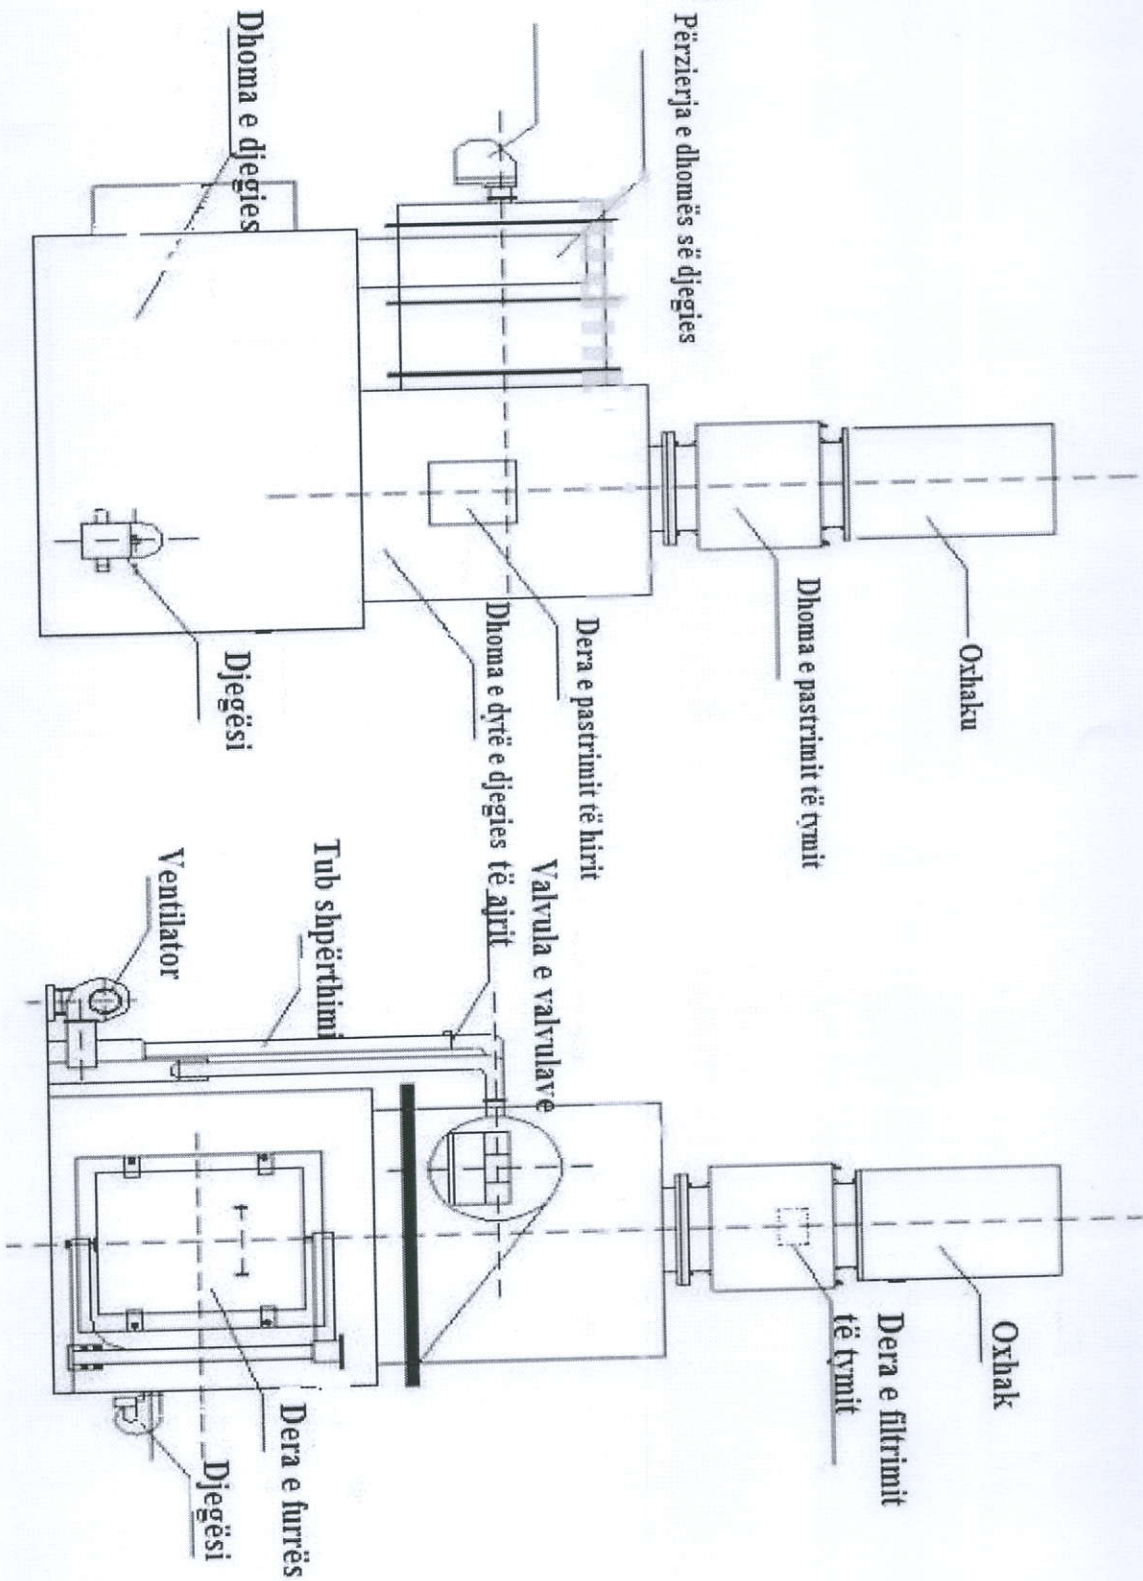 Oxhaku
Dhoma e pastrimit të tymit
Dera e pastrimit të hirit
Dhoma e dytë e djegies
Përzierja e dhomës së djegies
Dhoma e djegies
Djegësi
Oxhak
Dera e filtrimit
të tymit
Valvula e valvulave
të ajrit
Tub shpërthimi
Ventilator
Dera e furrës
Djegësi